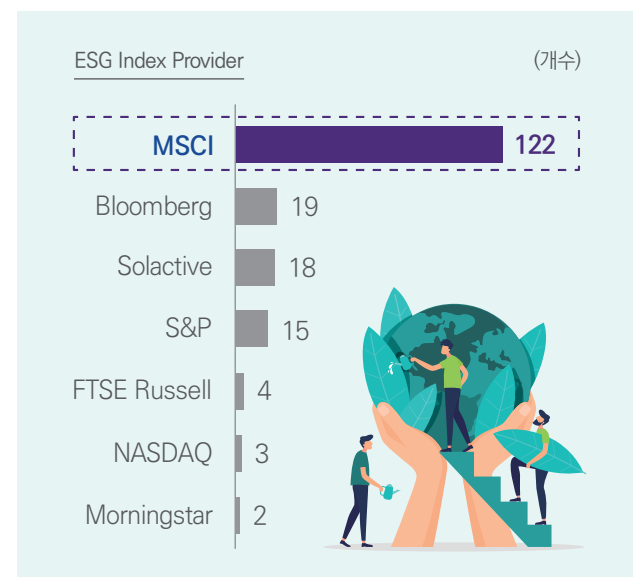 ESG Index Provider (개수)
MSCI 122
Bloomberg 19
Solactive 18
S&P 15
FTSE Russell 4
NASDAQ 3
Morningstar 2